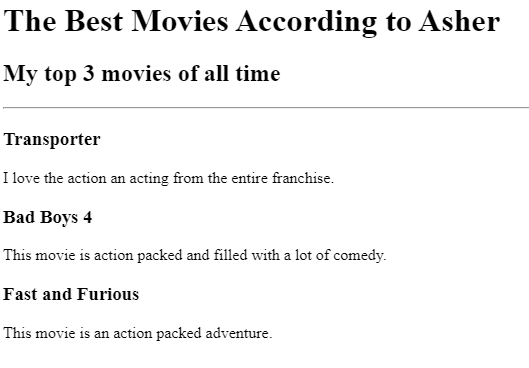 The Best Movies According to Asher
My top 3 movies of all time
Transporter
I love the action an acting from the entire franchise.
Bad Boys 4
This movie is action packed and filled with a lot of comedy.
Fast and Furious
This movie is an action packed adventure.